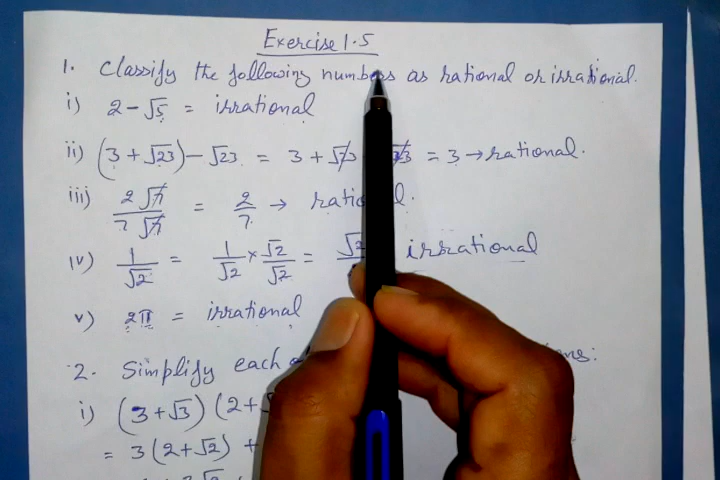 Exercise 1.5
1. Classify the following numbers as rational or irrational.
i) 2 - √5 = irrational
ii) (3 + √23) - √23 = 3 + √23 √23 = 3 → rational.
iii) 2√7 / 7√7 = 2/7 → rational.
iv) 1/√2 = 1/√2 × √2/√2 = √2 irrational
v) 2π = irrational
2. Simplify each
i) (3 + √3) (2 +
= 3(2 + √2) +